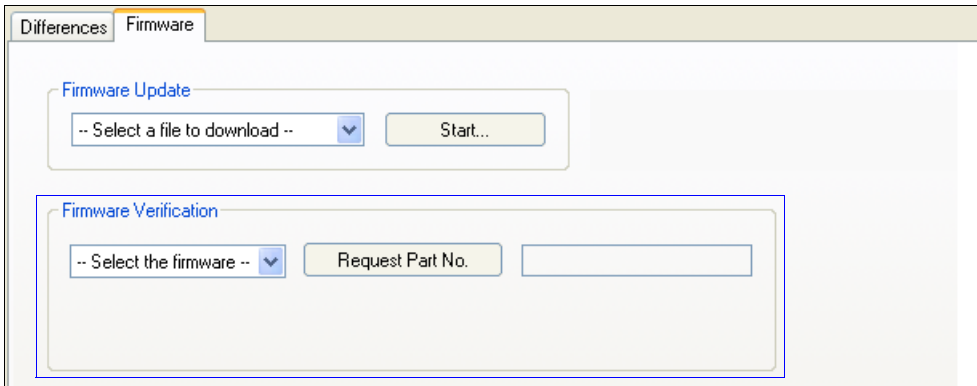 Differences Firmware
Firmware Update
-- Select a file to download -- Start...
Firmware Verification
-- Select the firmware -- Request Part No.